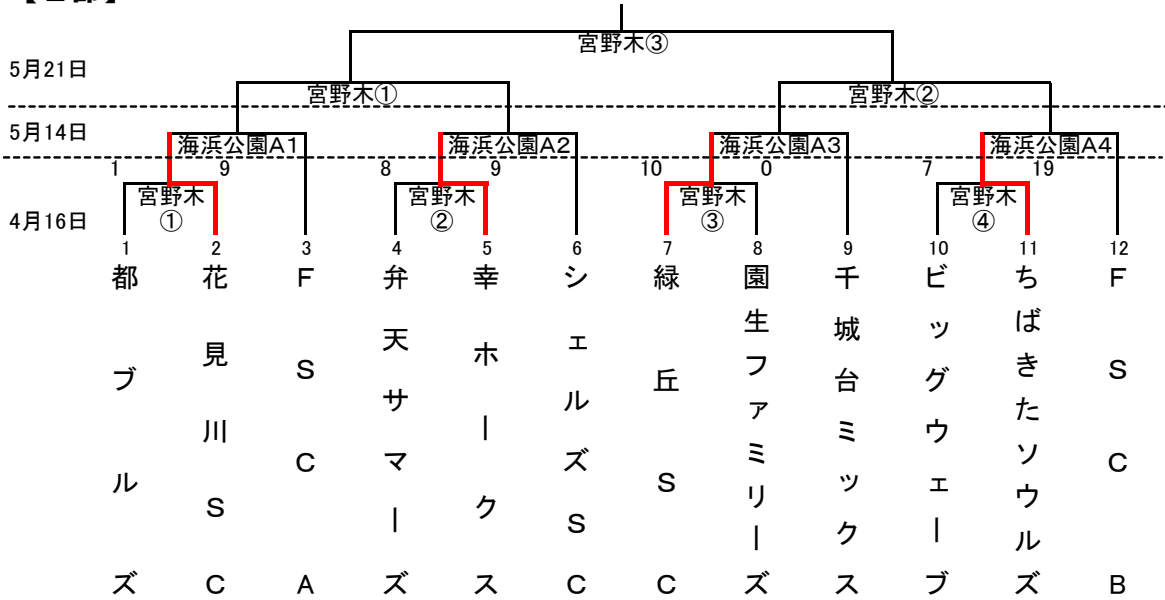 宮野木③
5月21日
宮野木①
宮野木②
5月14日
海浜公園A1
海浜公園A2
海浜公園A3
海浜公園A4
1
9
8
9
10
0
7
19
4月16日
宮野木
①
宮野木
②
宮野木
③
宮野木
④
1
2
3
4
5
6
7
8
9
10
11
12
都ブルズ
花見川SC
FSCA
弁天サマーズ
幸ホークス
シェルズSC
緑丘SC
園生ファミリーズ
千城台ミックス
ビッグウェーブ
ちばきたソウルズ
FSCB